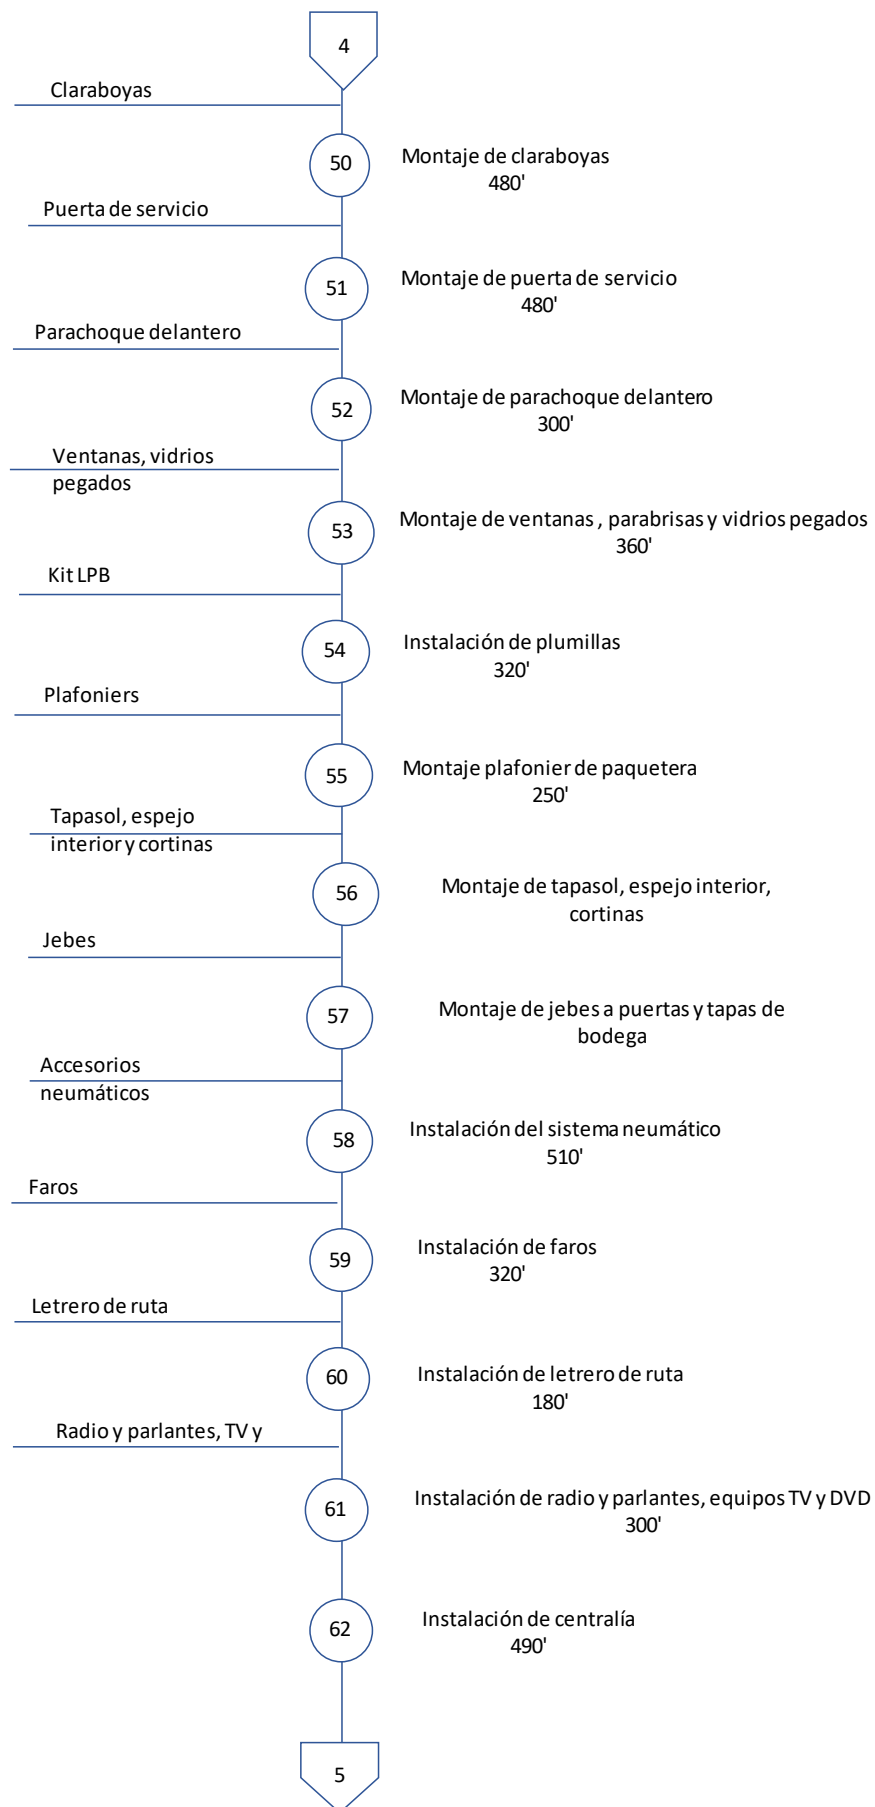 4
Claraboyas
50
Montaje de claraboyas
480'
Puerta de servicio
51
Montaje de puerta de servicio
480'
Parachoque delantero
52
Montaje de parachoque delantero
300'
Ventanas, vidrios
pegados
53
Montaje de ventanas , parabrisas y vidrios pegados
360'
Kit LPB
54
Instalación de plumillas
320'
Plafoniers
55
Montaje plafonier de paquetera
250'
Tapasol, espejo
interior y cortinas
56
Montaje de tapasol, espejo interior,
cortinas
Jebes
57
Montaje de jebes a puertas y tapas de
bodega
Accesorios
neumáticos
58
Instalación del sistema neumático
510'
Faros
59
Instalación de faros
320'
Letrero de ruta
60
Instalación de letrero de ruta
180'
Radio y parlantes, TV y
61
Instalación de radio y parlantes, equipos TV y DVD
300'
62
Instalación de centralía
490'
5